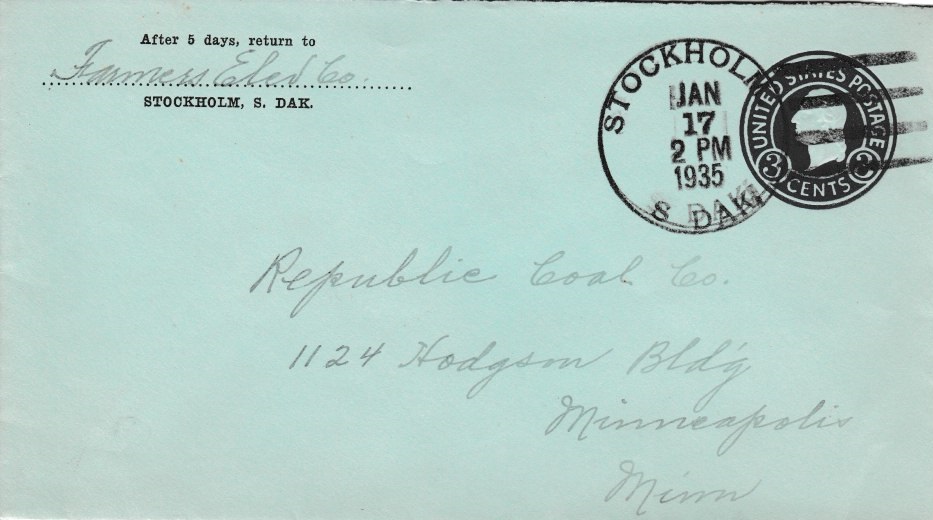 After 5 days, return to
Farmers Elev Co.
STOCKHOLM, S. DAK.
STOCKHOLM
JAN
17
2 PM
1935
S. DAK.
UNITED STATES POSTAGE
3 CENTS 3
Republic Coal Co.
1124 Hodgson Bld'g
Minneapolis
Minn